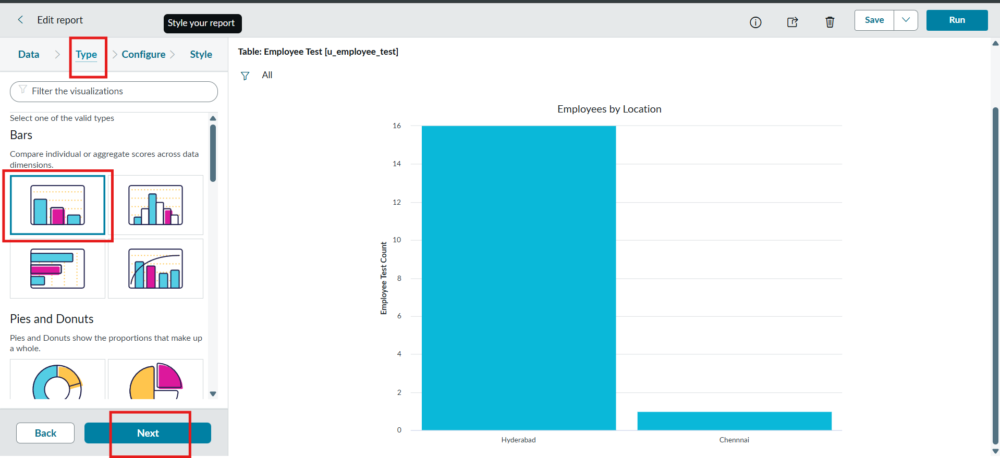 Edit report
Style your report
Save
Run
Data
Type
Configure
Style
Filter the visualizations
Select one of the valid types
Bars
Compare individual or aggregate scores across data
dimensions.
Pies and Donuts
Pies and Donuts show the proportions that make up
a whole.
Back
Next
Table: Employee Test [u_employee_test]
All
Employees by Location
16
14
12
10
8
6
4
2
0
Employee Test Count
Hyderabad
Chennnai